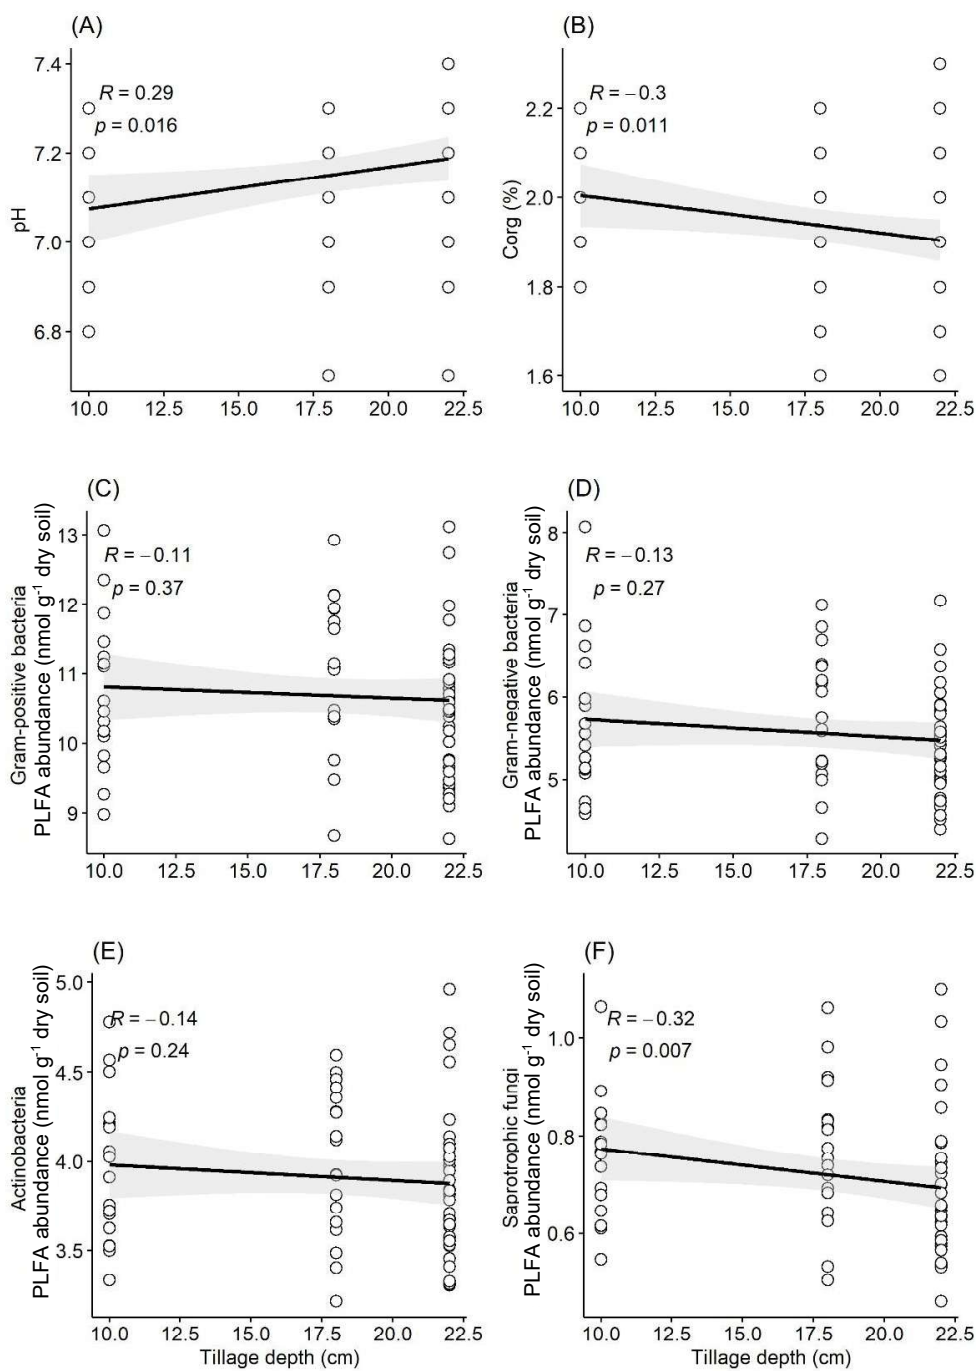 (A)
R = 0.29
p = 0.016
pH
7.4
7.2
7.0
6.8
10.0 12.5 15.0 17.5 20.0 22.5
(B)
R = −0.3
p = 0.011
Corg (%)
2.2
2.0
1.8
1.6
10.0 12.5 15.0 17.5 20.0 22.5
(C)
R = −0.11
p = 0.37
Gram-positive bacteria
PLFA abundance (nmol g⁻¹ dry soil)
13
12
11
10
9
10.0 12.5 15.0 17.5 20.0 22.5
(D)
R = −0.13
p = 0.27
Gram-negative bacteria
PLFA abundance (nmol g⁻¹ dry soil)
8
7
6
5
10.0 12.5 15.0 17.5 20.0 22.5
(E)
R = −0.14
p = 0.24
Actinobacteria
PLFA abundance (nmol g⁻¹ dry soil)
5.0
4.5
4.0
3.5
10.0 12.5 15.0 17.5 20.0 22.5
Tillage depth (cm)
(F)
R = −0.32
p = 0.007
Saprotrophic fungi
PLFA abundance (nmol g⁻¹ dry soil)
1.0
0.8
0.6
10.0 12.5 15.0 17.5 20.0 22.5
Tillage depth (cm)